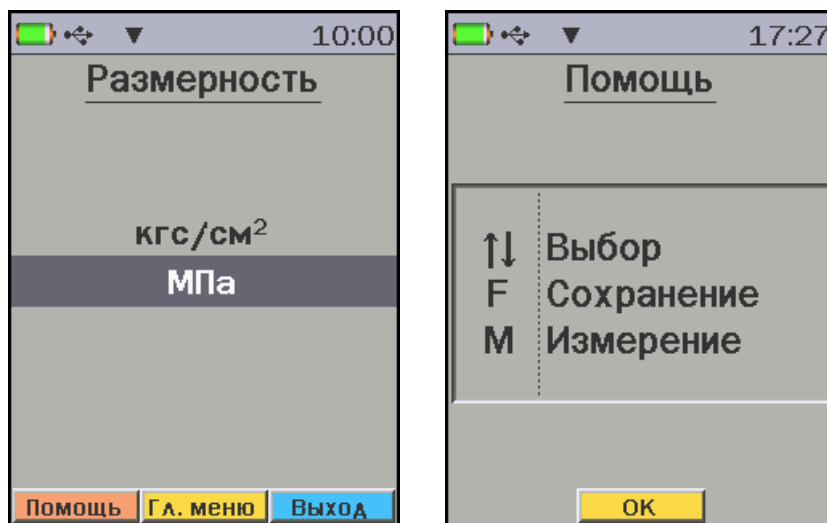 10:00
Размерность
кгс/см²
МПа
Помощь Гл. меню Выход
17:27
Помощь
↑↓ Выбор
F Сохранение
M Измерение
OK